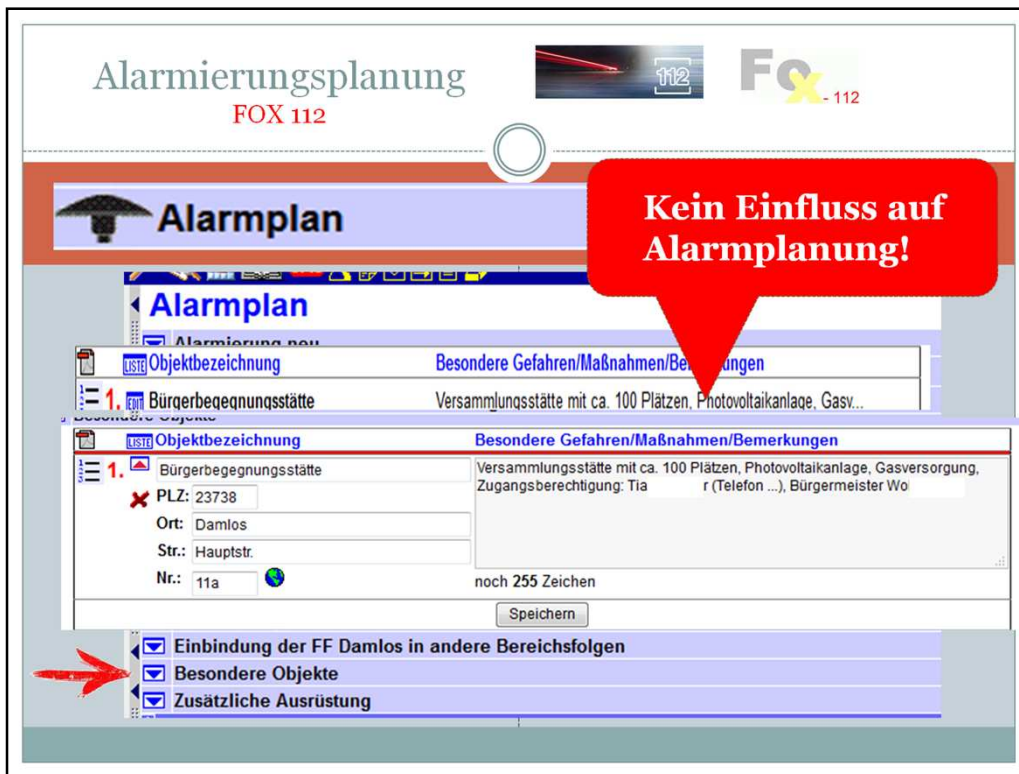 Alarmierungsplanung
FOX 112
112
Fox - 112
Alarmplan
Kein Einfluss auf
Alarmplanung!
Alarmplan
Alarmierung neu
LISTE Objektbezeichnung Besondere Gefahren/Maßnahmen/Bemerkungen
1. EDIT Bürgerbegegnungsstätte Versammlungsstätte mit ca. 100 Plätzen, Photovoltaikanlage, Gasv...
Besondere Objekte
LISTE Objektbezeichnung Besondere Gefahren/Maßnahmen/Bemerkungen
1. Bürgerbegegnungsstätte Versammlungsstätte mit ca. 100 Plätzen, Photovoltaikanlage, Gasversorgung,
Zugangsberechtigung: Tia r (Telefon ...), Bürgermeister Wo
PLZ: 23738
Ort: Damlos
Str.: Hauptstr.
Nr.: 11a noch 255 Zeichen
Speichern
Einbindung der FF Damlos in andere Bereichsfolgen
Besondere Objekte
Zusätzliche Ausrüstung